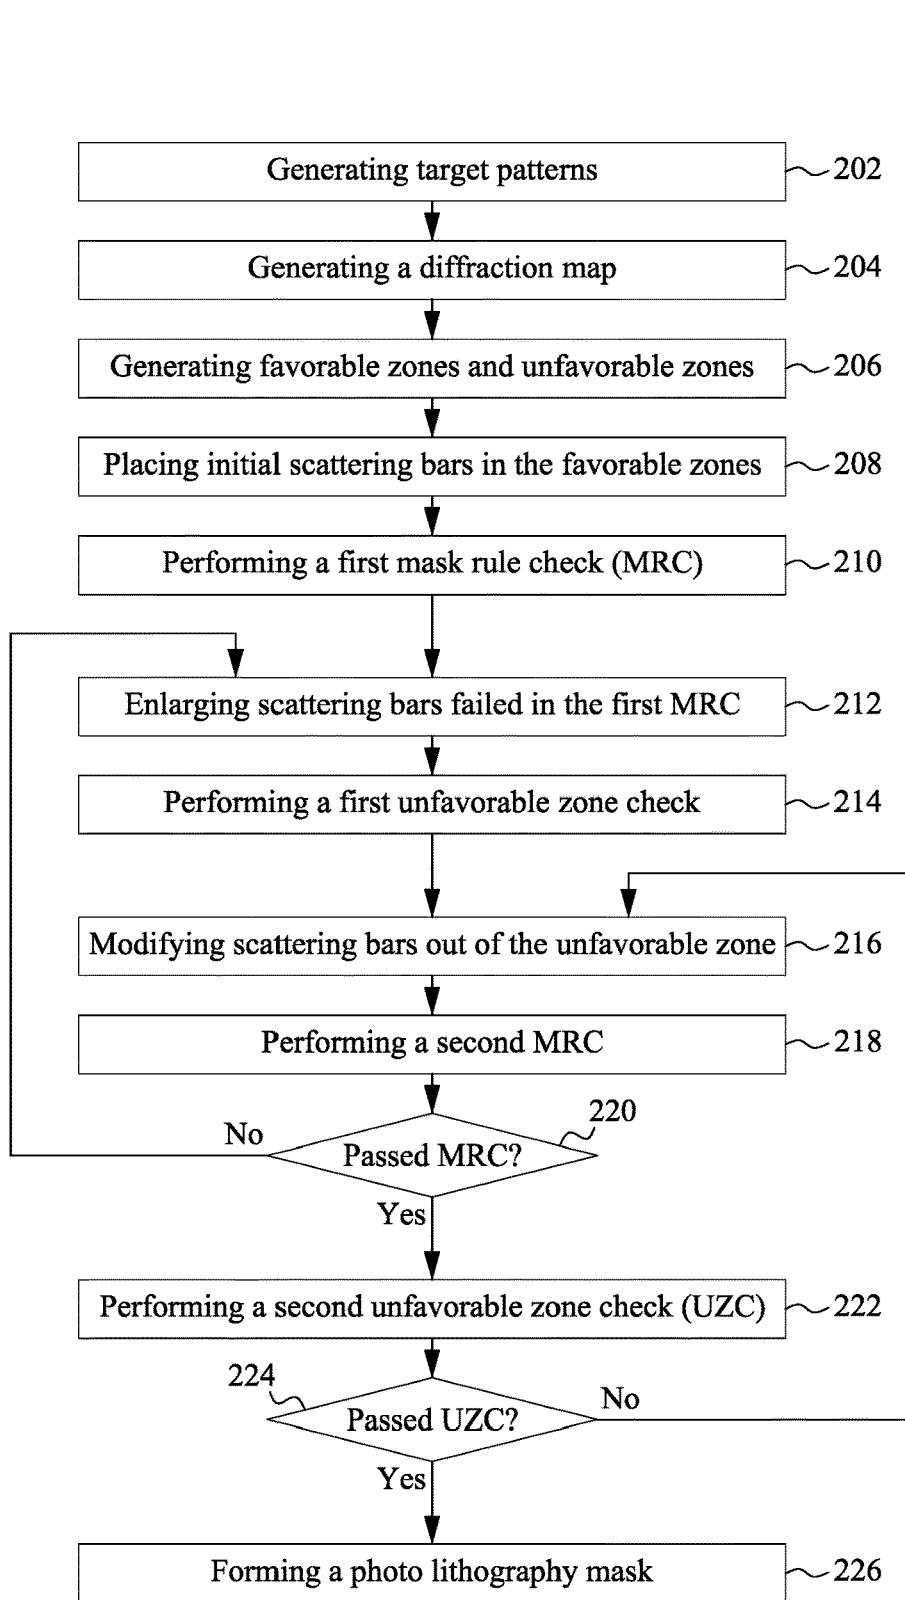 Generating target patterns 202
Generating a diffraction map 204
Generating favorable zones and unfavorable zones 206
Placing initial scattering bars in the favorable zones 208
Performing a first mask rule check (MRC) 210
Enlarging scattering bars failed in the first MRC 212
Performing a first unfavorable zone check 214
Modifying scattering bars out of the unfavorable zone 216
Performing a second MRC 218
220
No
Passed MRC?
Yes
Performing a second unfavorable zone check (UZC) 222
224
No
Passed UZC?
Yes
Forming a photo lithography mask 226